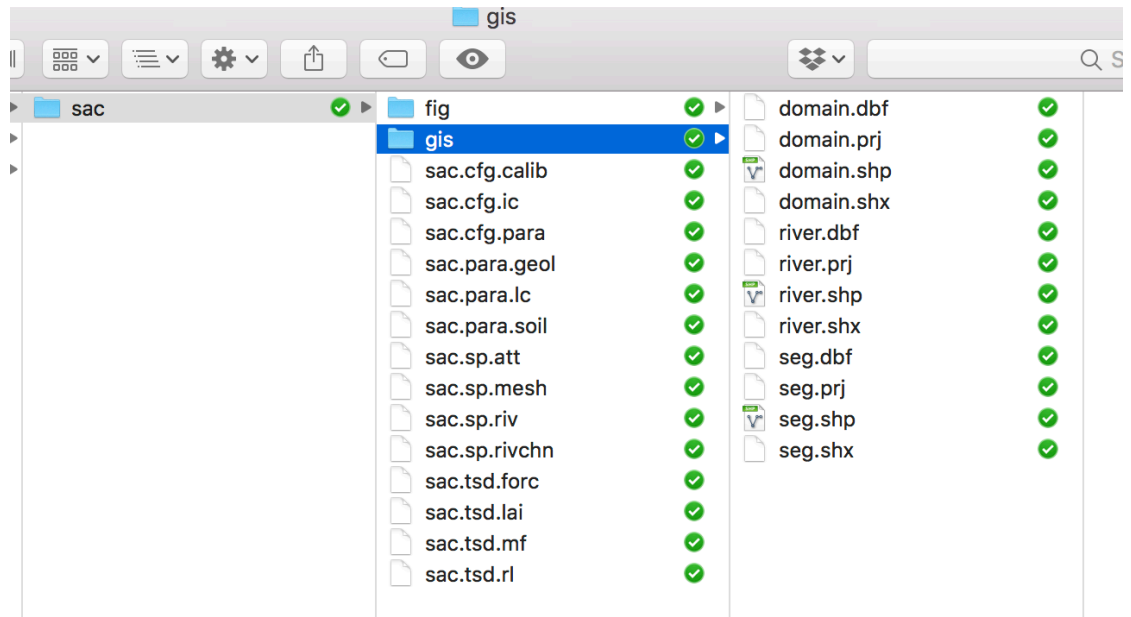 gis
S
sac
fig
gis
sac.cfg.calib
sac.cfg.ic
sac.cfg.para
sac.para.geol
sac.para.lc
sac.para.soil
sac.sp.att
sac.sp.mesh
sac.sp.riv
sac.sp.rivchn
sac.tsd.forc
sac.tsd.lai
sac.tsd.mf
sac.tsd.rl
domain.dbf
domain.prj
domain.shp
domain.shx
river.dbf
river.prj
river.shp
river.shx
seg.dbf
seg.prj
seg.shp
seg.shx